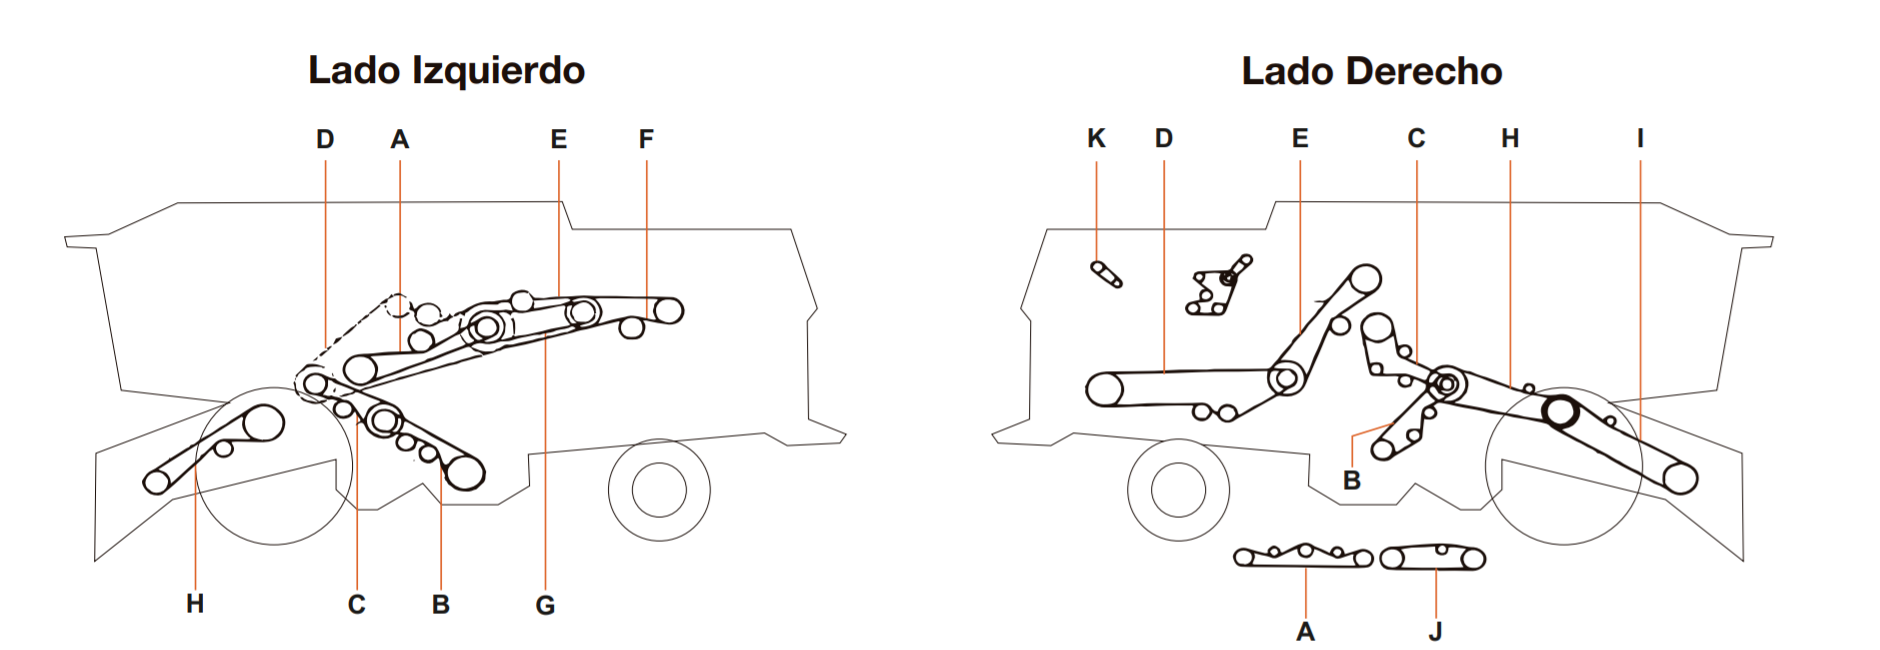 Lado Izquierdo
D A E F
H C B G
Lado Derecho
K D E C H I
B
A J